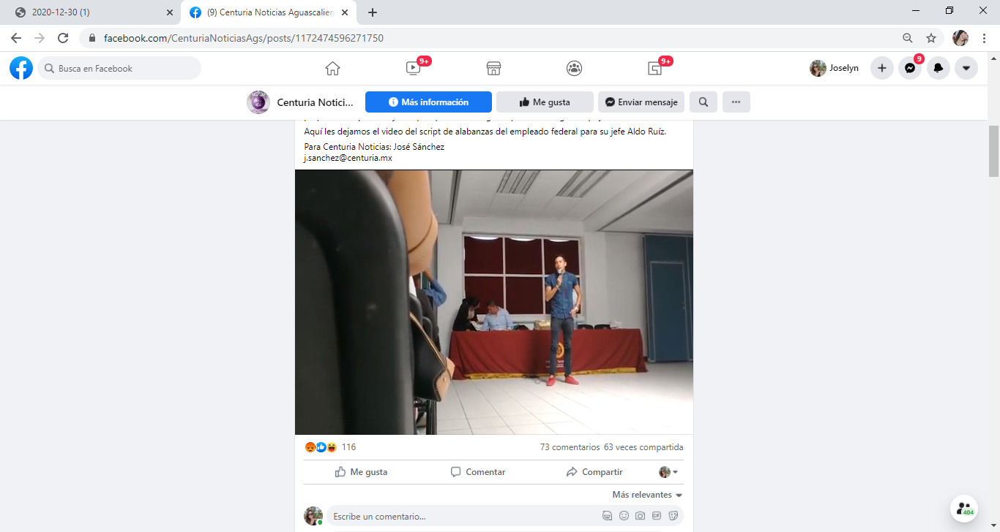 2020-12-30 (1)
(9) Centuria Noticias Aguascalien
facebook.com/CenturiaNoticiasAgs/posts/1172474596271750
Busca en Facebook
9+
9+
Joselyn
9
Centuria Notici...
Más información
Me gusta
Enviar mensaje
Aquí les dejamos el video del script de alabanzas del empleado federal para su jefe Aldo Ruíz.
Para Centuria Noticias: José Sánchez
j.sanchez@centuria.mx
116
73 comentarios 63 veces compartida
Me gusta
Comentar
Compartir
Más relevantes
Escribe un comentario...
GIF
404